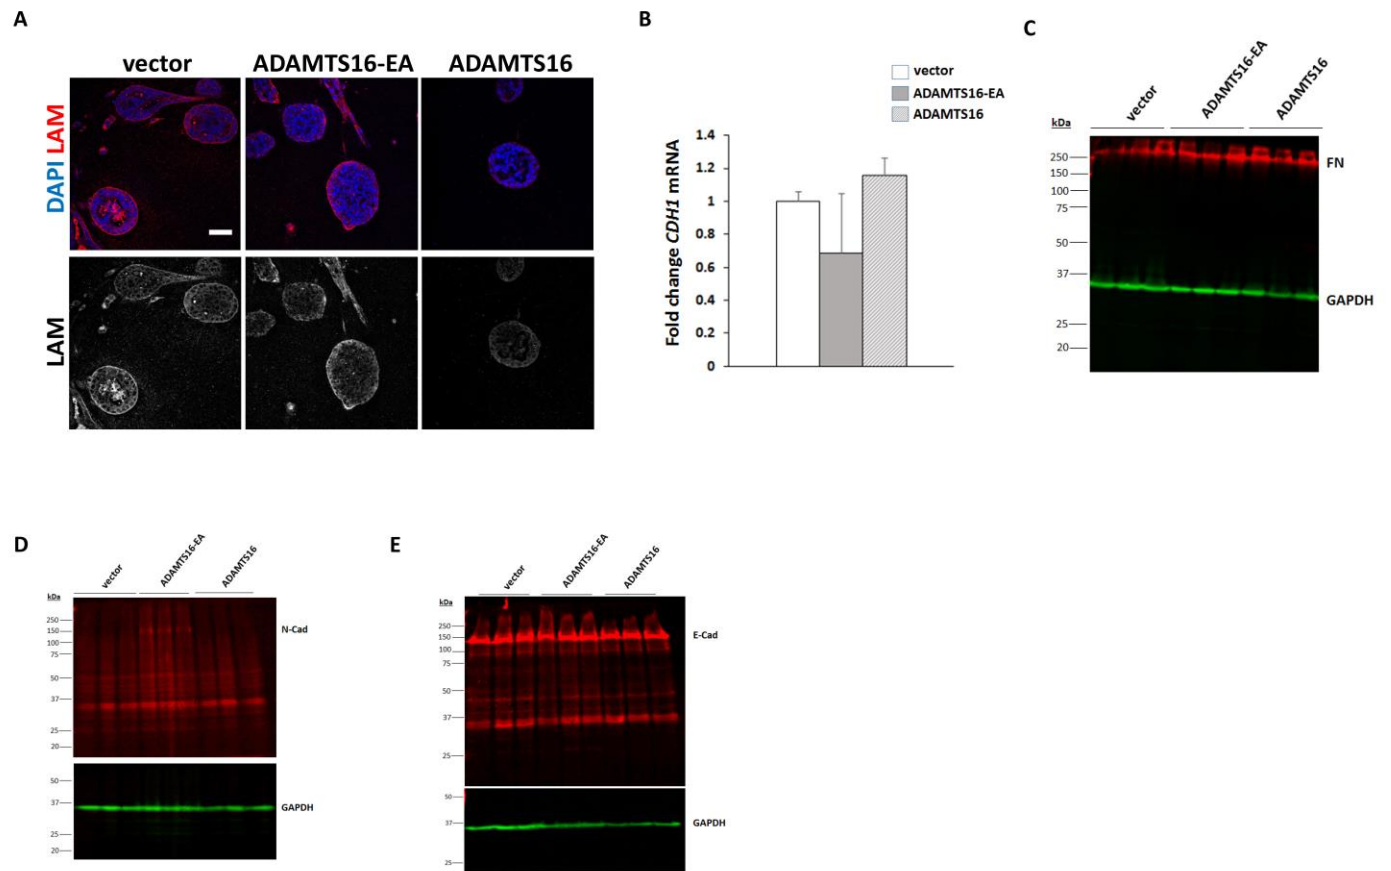 A
vector ADAMTS16-EA ADAMTS16
DAPI LAM
LAM
B
vector
ADAMTS16-EA
ADAMTS16
Fold change CDH1 mRNA
1.4
1.2
1
0.8
0.6
0.4
0.2
0
C
vector ADAMTS16-EA ADAMTS16
kDa
250
150
100
75
50
37
25
20
FN
GAPDH
D
vector ADAMTS16-EA ADAMTS16
kDa
250
150
100
75
50
37
25
20
N-Cad
50
37
25
20
GAPDH
E
vector ADAMTS16-EA ADAMTS16
kDa
250
150
100
75
50
37
25
E-Cad
50
37
25
GAPDH